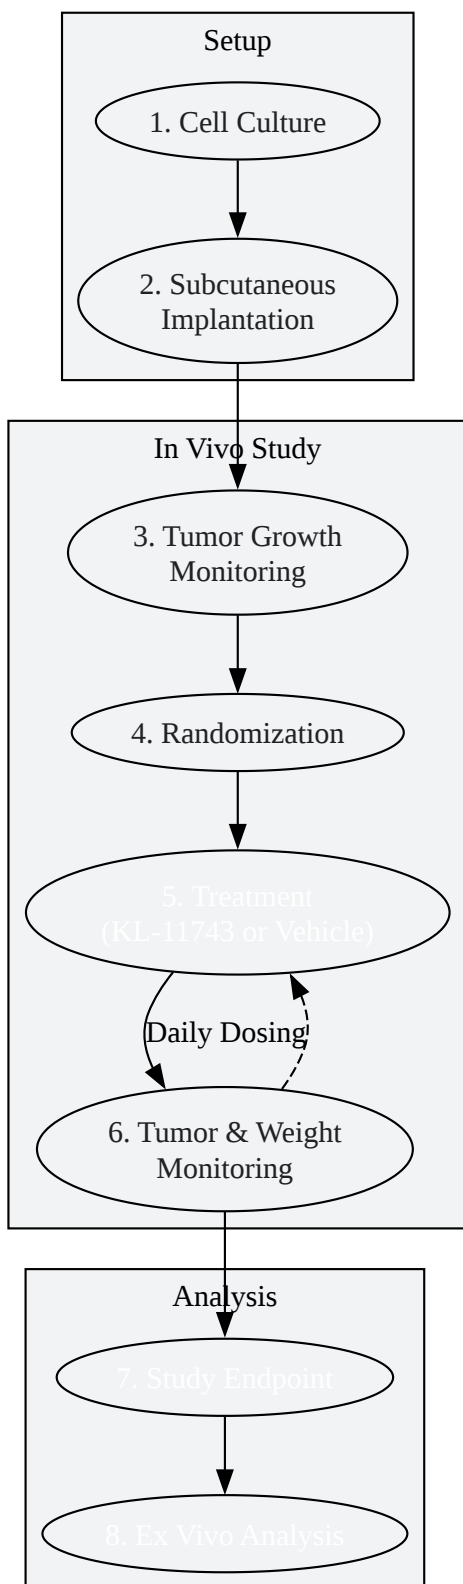 Setup
1. Cell Culture
2. Subcutaneous
Implantation
In Vivo Study
3. Tumor Growth
Monitoring
4. Randomization
5. Treatment
(KL-11743 or Vehicle)
Daily Dosing
6. Tumor & Weight
Monitoring
Analysis
7. Study Endpoint
8. Ex Vivo Analysis